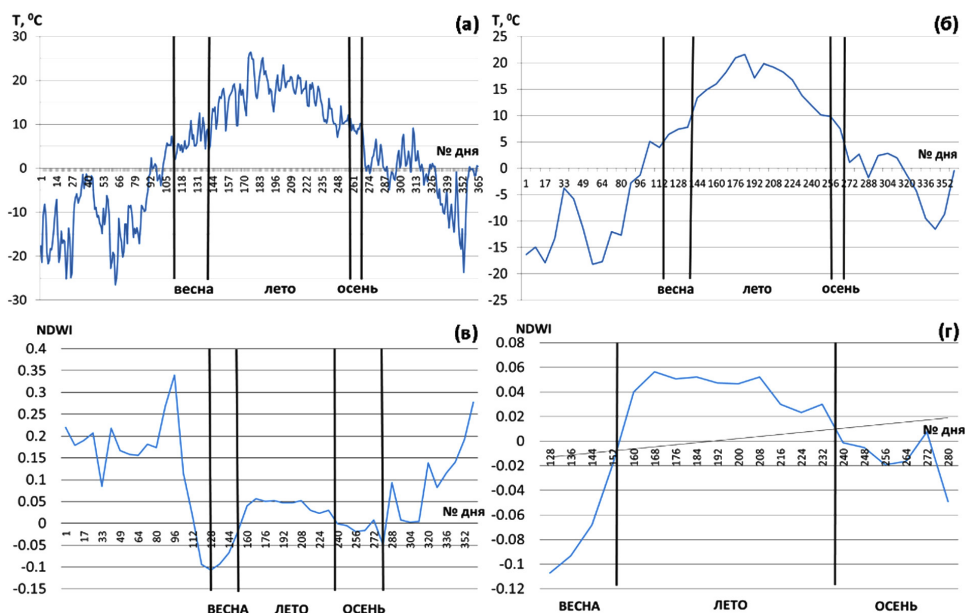 T, ⁰C (а)
30
20
10
0
-10
-20
-30
№ дня
1 14 27 40 53 66 79 92 105 118 131 144 157 170 183 196 209 222 235 248 261 274 287 300 313 326 339 352 365
весна лето осень
T, ⁰C (б)
25
20
15
10
5
0
-5
-10
-15
-20
-25
№ дня
1 17 33 49 64 80 96 112 128 144 160 176 192 208 224 240 256 272 288 304 320 336 352
весна лето осень
NDWI (в)
0.4
0.35
0.3
0.25
0.2
0.15
0.1
0.05
0
-0.05
-0.1
-0.15
№ дня
1 17 33 49 64 80 96 112 128 144 160 176 192 208 224 240 256 272 288 304 320 336 352
ВЕСНА ЛЕТО ОСЕНЬ
NDWI (г)
0.08
0.06
0.04
0.02
0
-0.02
-0.04
-0.06
-0.08
-0.1
-0.12
№ дня
128 136 144 152 160 168 176 184 192 200 208 216 224 232 240 248 256 264 272 280
ВЕСНА ЛЕТО ОСЕНЬ